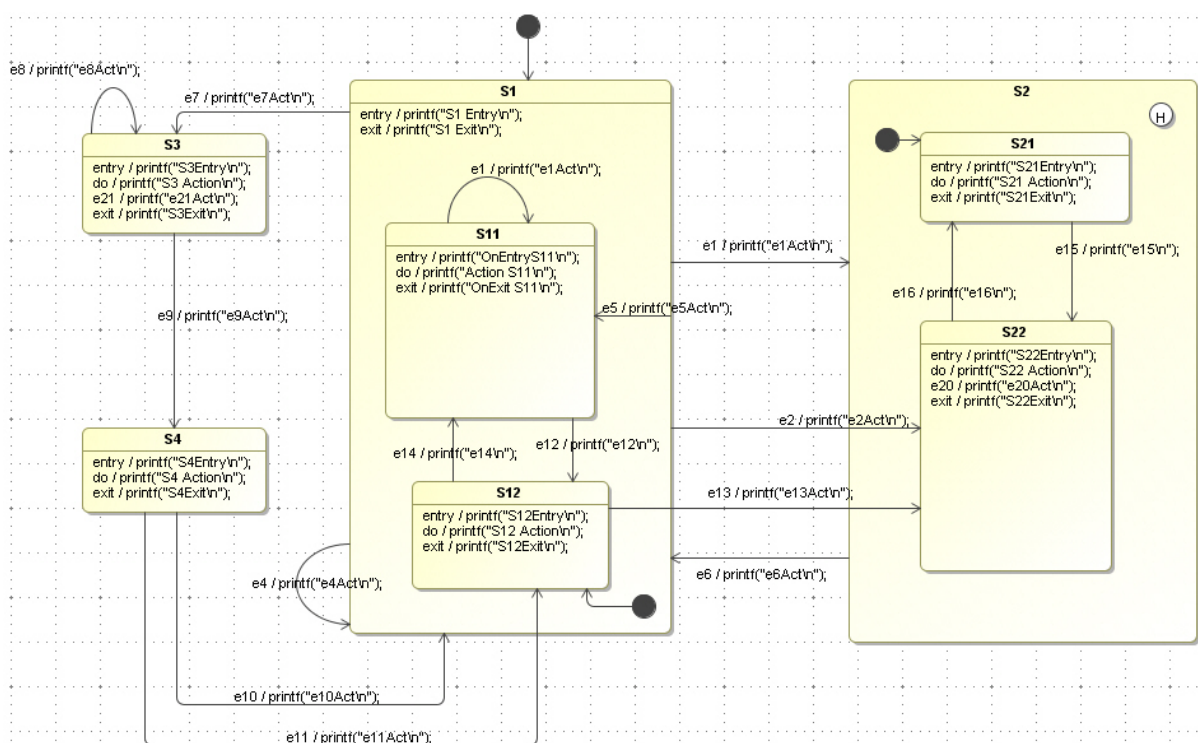 e8 / printf("e8Act\n");
e7 / printf("e7Act\n");
S3
entry / printf("S3Entry\n");
do / printf("S3 Action\n");
e21 / printf("e21Act\n");
exit / printf("S3Exit\n");
e9 / printf("e9Act\n");
S4
entry / printf("S4Entry\n");
do / printf("S4 Action\n");
exit / printf("S4Exit\n");
S1
entry / printf("S1 Entry\n");
exit / printf("S1 Exit\n");
e1 / printf("e1Act\n");
S11
entry / printf("OnEntryS11\n");
do / printf("Action S11\n");
exit / printf("OnExit S11\n");
e5 / printf("e5Act\n");
e14 / printf("e14\n");
e12 / printf("e12\n");
S12
entry / printf("S12Entry\n");
do / printf("S12 Action\n");
exit / printf("S12Exit\n");
e4 / printf("e4Act\n");
e10 / printf("e10Act\n");
e11 / printf("e11Act\n");
e1 / printf("e1Act\n");
e2 / printf("e2Act\n");
e13 / printf("e13Act\n");
e6 / printf("e6Act\n");
S2
H
S21
entry / printf("S21Entry\n");
do / printf("S21 Action\n");
exit / printf("S21Exit\n");
e15 / printf("e15\n");
e16 / printf("e16\n");
S22
entry / printf("S22Entry\n");
do / printf("S22 Action\n");
e20 / printf("e20Act\n");
exit / printf("S22Exit\n");